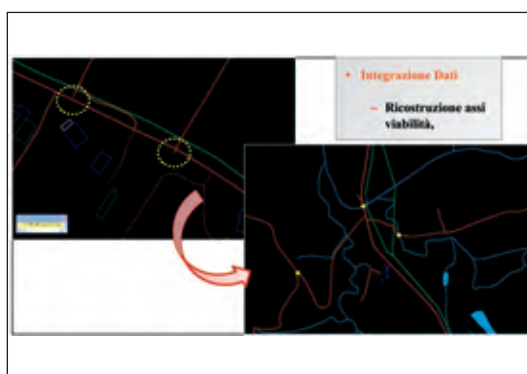 • Integrazione Dati
– Ricostruzione assi
viabilità,